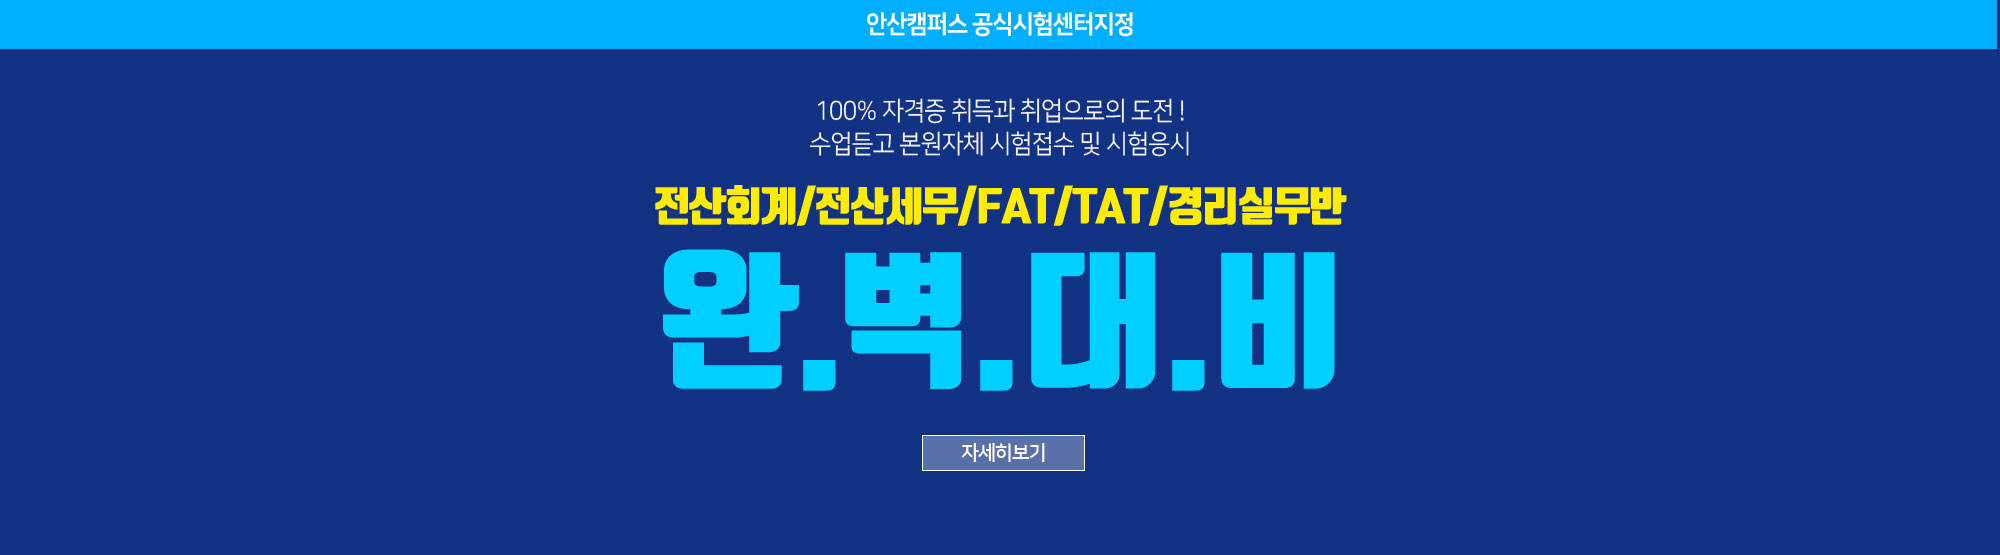 안산캠퍼스 공식시험센터지정
100% 자격증 취득과 취업으로의 도전 !
수업듣고 본원자체 시험접수 및 시험응시
전산회계/전산세무/FAT/TAT/경리실무반
완.벽.대.비
자세히보기